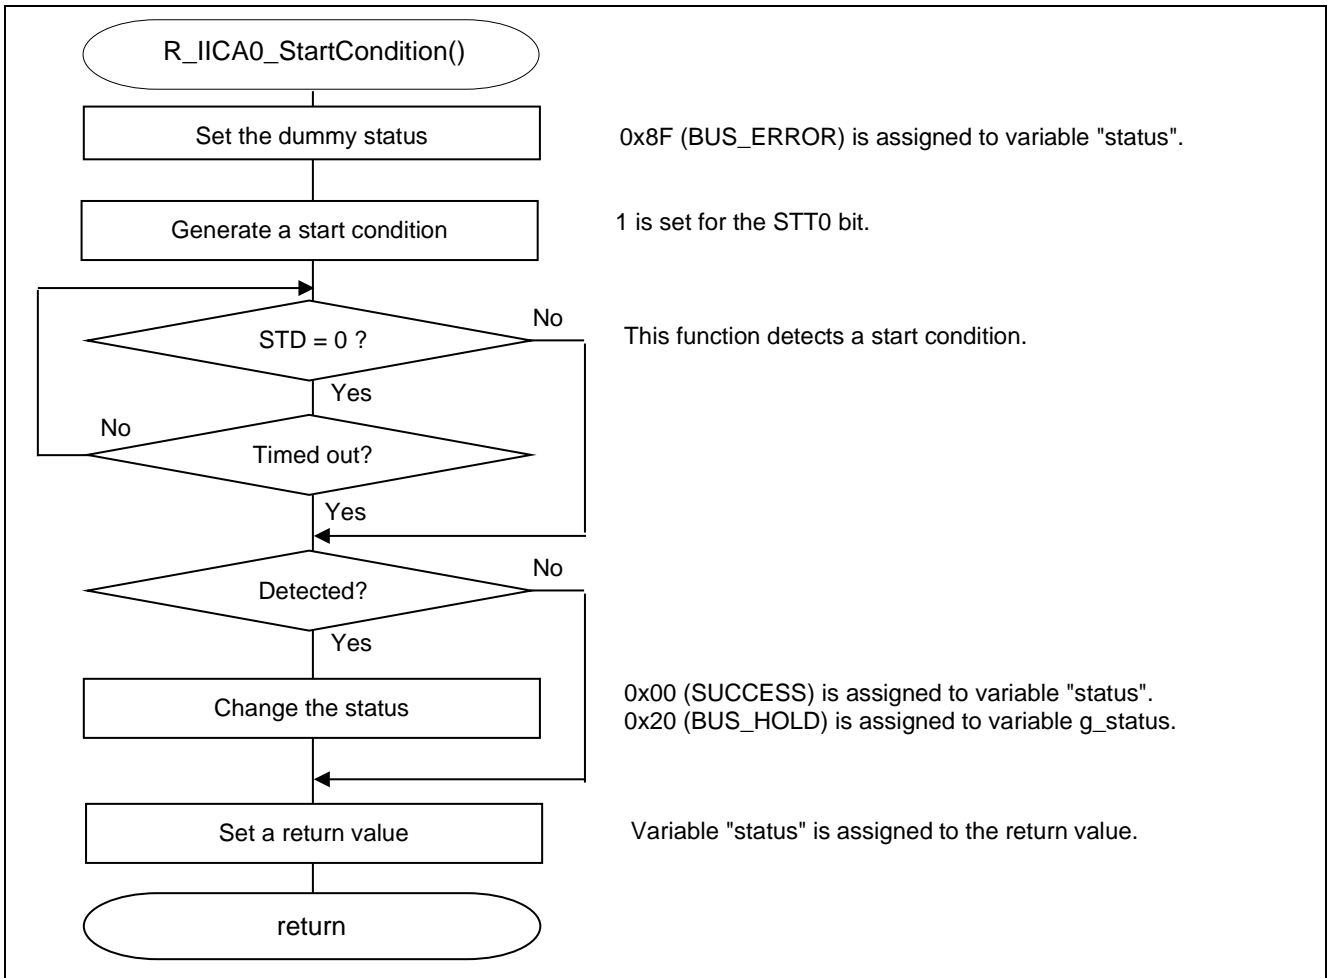 R_IICA0_StartCondition()
Set the dummy status
0x8F (BUS_ERROR) is assigned to variable "status".
Generate a start condition
1 is set for the STT0 bit.
STD = 0 ?
No
This function detects a start condition.
Yes
No
Timed out?
Yes
Detected?
No
Yes
Change the status
0x00 (SUCCESS) is assigned to variable "status".
0x20 (BUS_HOLD) is assigned to variable g_status.
Set a return value
Variable "status" is assigned to the return value.
return